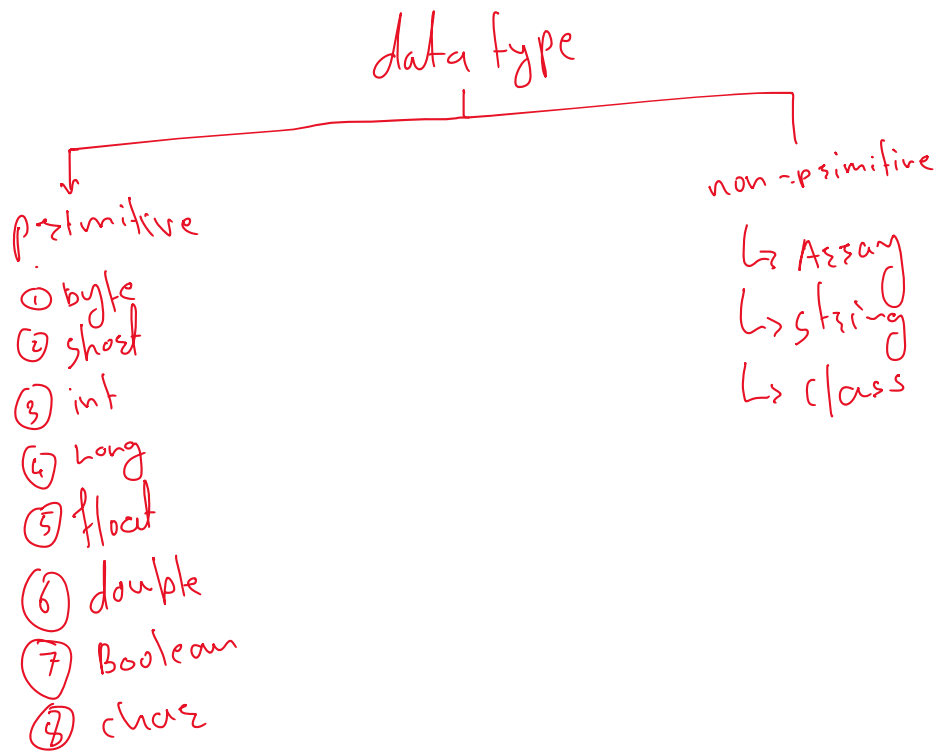 data type
primitive
① byte
② short
③ int
④ Long
⑤ float
⑥ double
⑦ Boolean
⑧ char
non-primitive
↳ Array
↳ string
↳ class